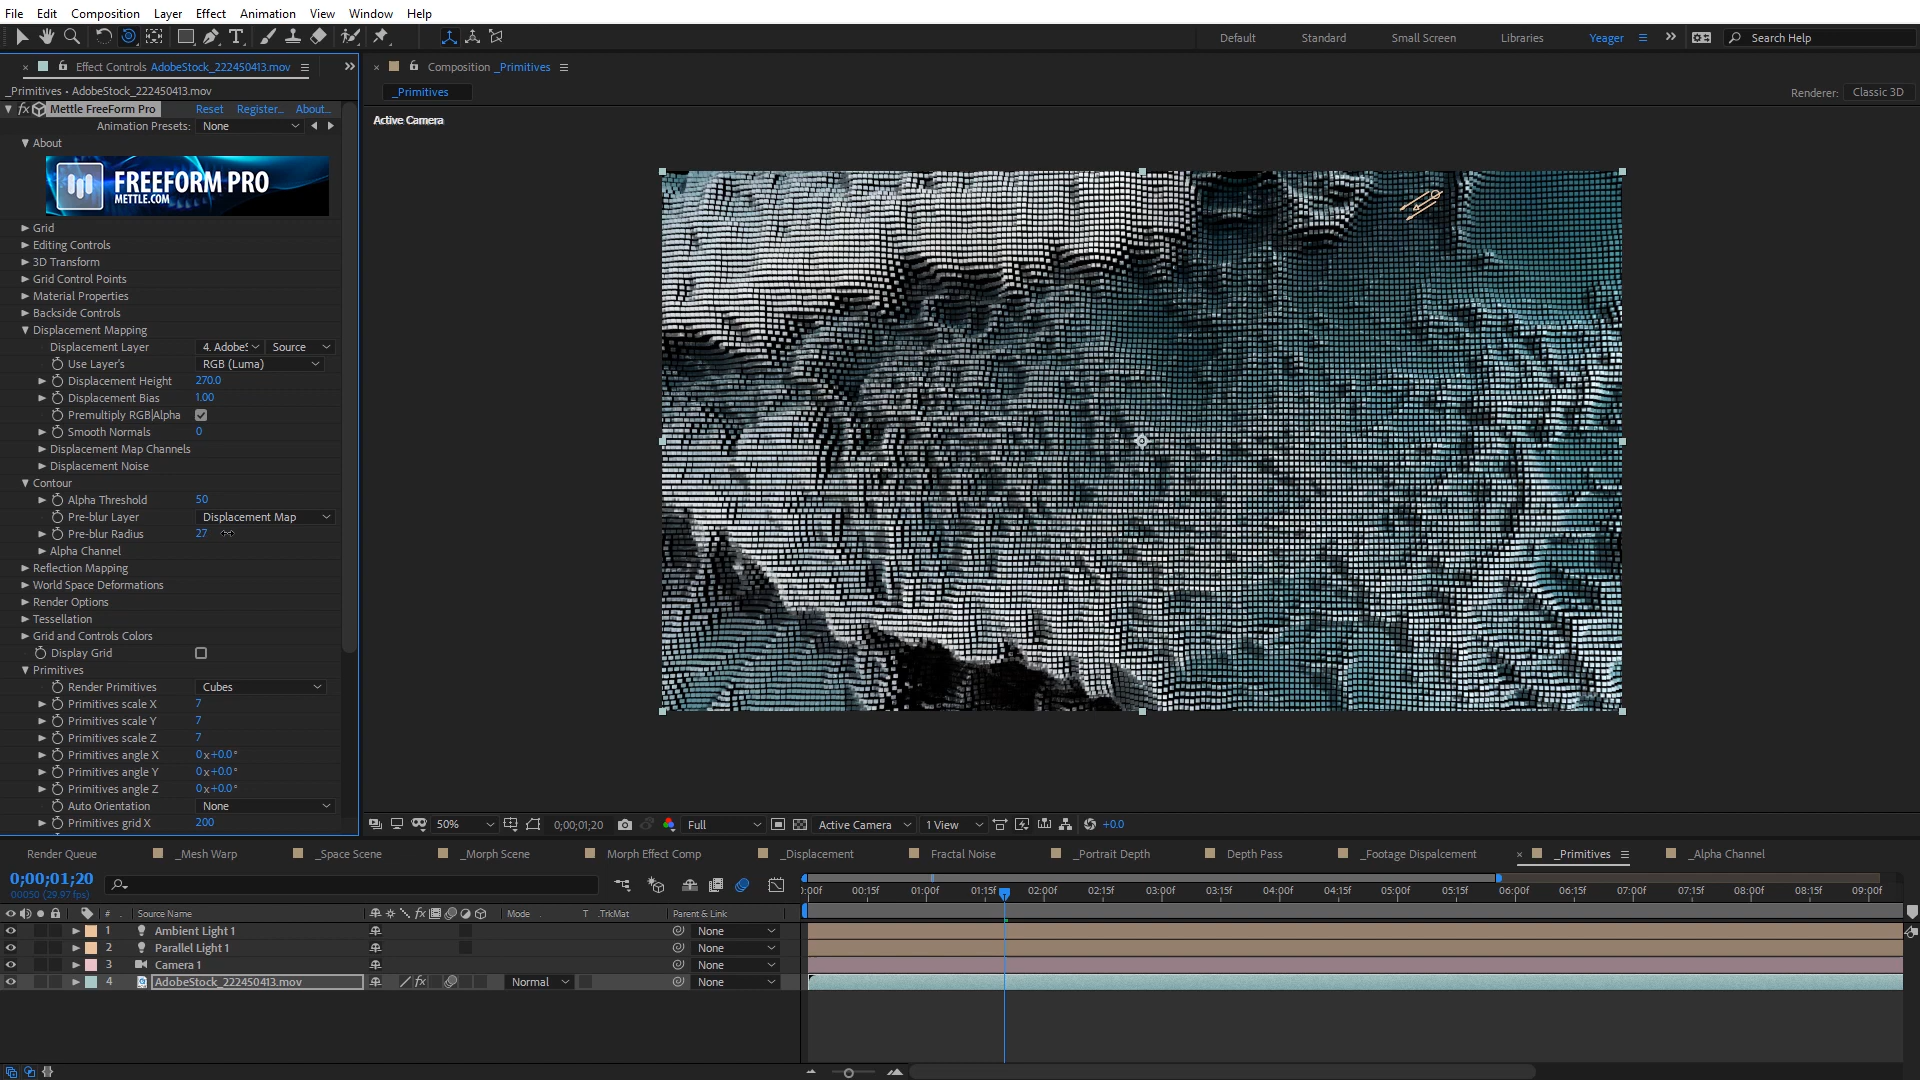 File Edit Composition Layer Effect Animation View Window Help
Default Standard Small Screen Libraries Yeager Search Help
Effect Controls AdobeStock_222450413.mov
Composition _Primitives
_Primitives • AdobeStock_222450413.mov
_Primitives
Renderer: Classic 3D
fx Mettle FreeForm Pro Reset Register... About...
Animation Presets: None
Active Camera
About
FREEFORM PRO
METTLE.COM
Grid
Editing Controls
3D Transform
Grid Control Points
Material Properties
Backside Controls
Displacement Mapping
Displacement Layer 4. Adobe Source
Use Layer's RGB (Luma)
Displacement Height 270.0
Displacement Bias 1.00
Premultiply RGB|Alpha
Smooth Normals 0
Displacement Map Channels
Displacement Noise
Contour
Alpha Threshold 50
Pre-blur Layer Displacement Map
Pre-blur Radius 27
Alpha Channel
Reflection Mapping
World Space Deformations
Render Options
Tessellation
Grid and Controls Colors
Display Grid
Primitives
Render Primitives Cubes
Primitives scale X 7
Primitives scale Y 7
Primitives scale Z 7
Primitives angle X 0x+0.0°
Primitives angle Y 0x+0.0°
Primitives angle Z 0x+0.0°
Auto Orientation None
Primitives grid X 200
50% 0;00;01;20 Full Active Camera 1 View +0.0
Render Queue _Mesh Warp _Space Scene _Morph Scene Morph Effect Comp _Displacement Fractal Noise _Portrait Depth Depth Pass _Footage Dispalcement _Primitives _Alpha Channel
0;00;01;20
00050 (29.97 fps)
):00f 00:15f 01:00f 01:15f 02:00f 02:15f 03:00f 03:15f 04:00f 04:15f 05:00f 05:15f 06:00f 06:15f 07:00f 07:15f 08:00f 08:15f 09:00f
# Source Name fx Mode T .TrkMat Parent & Link
1 Ambient Light 1 None
2 Parallel Light 1 None
3 Camera 1 None
4 AdobeStock_222450413.mov fx Normal None